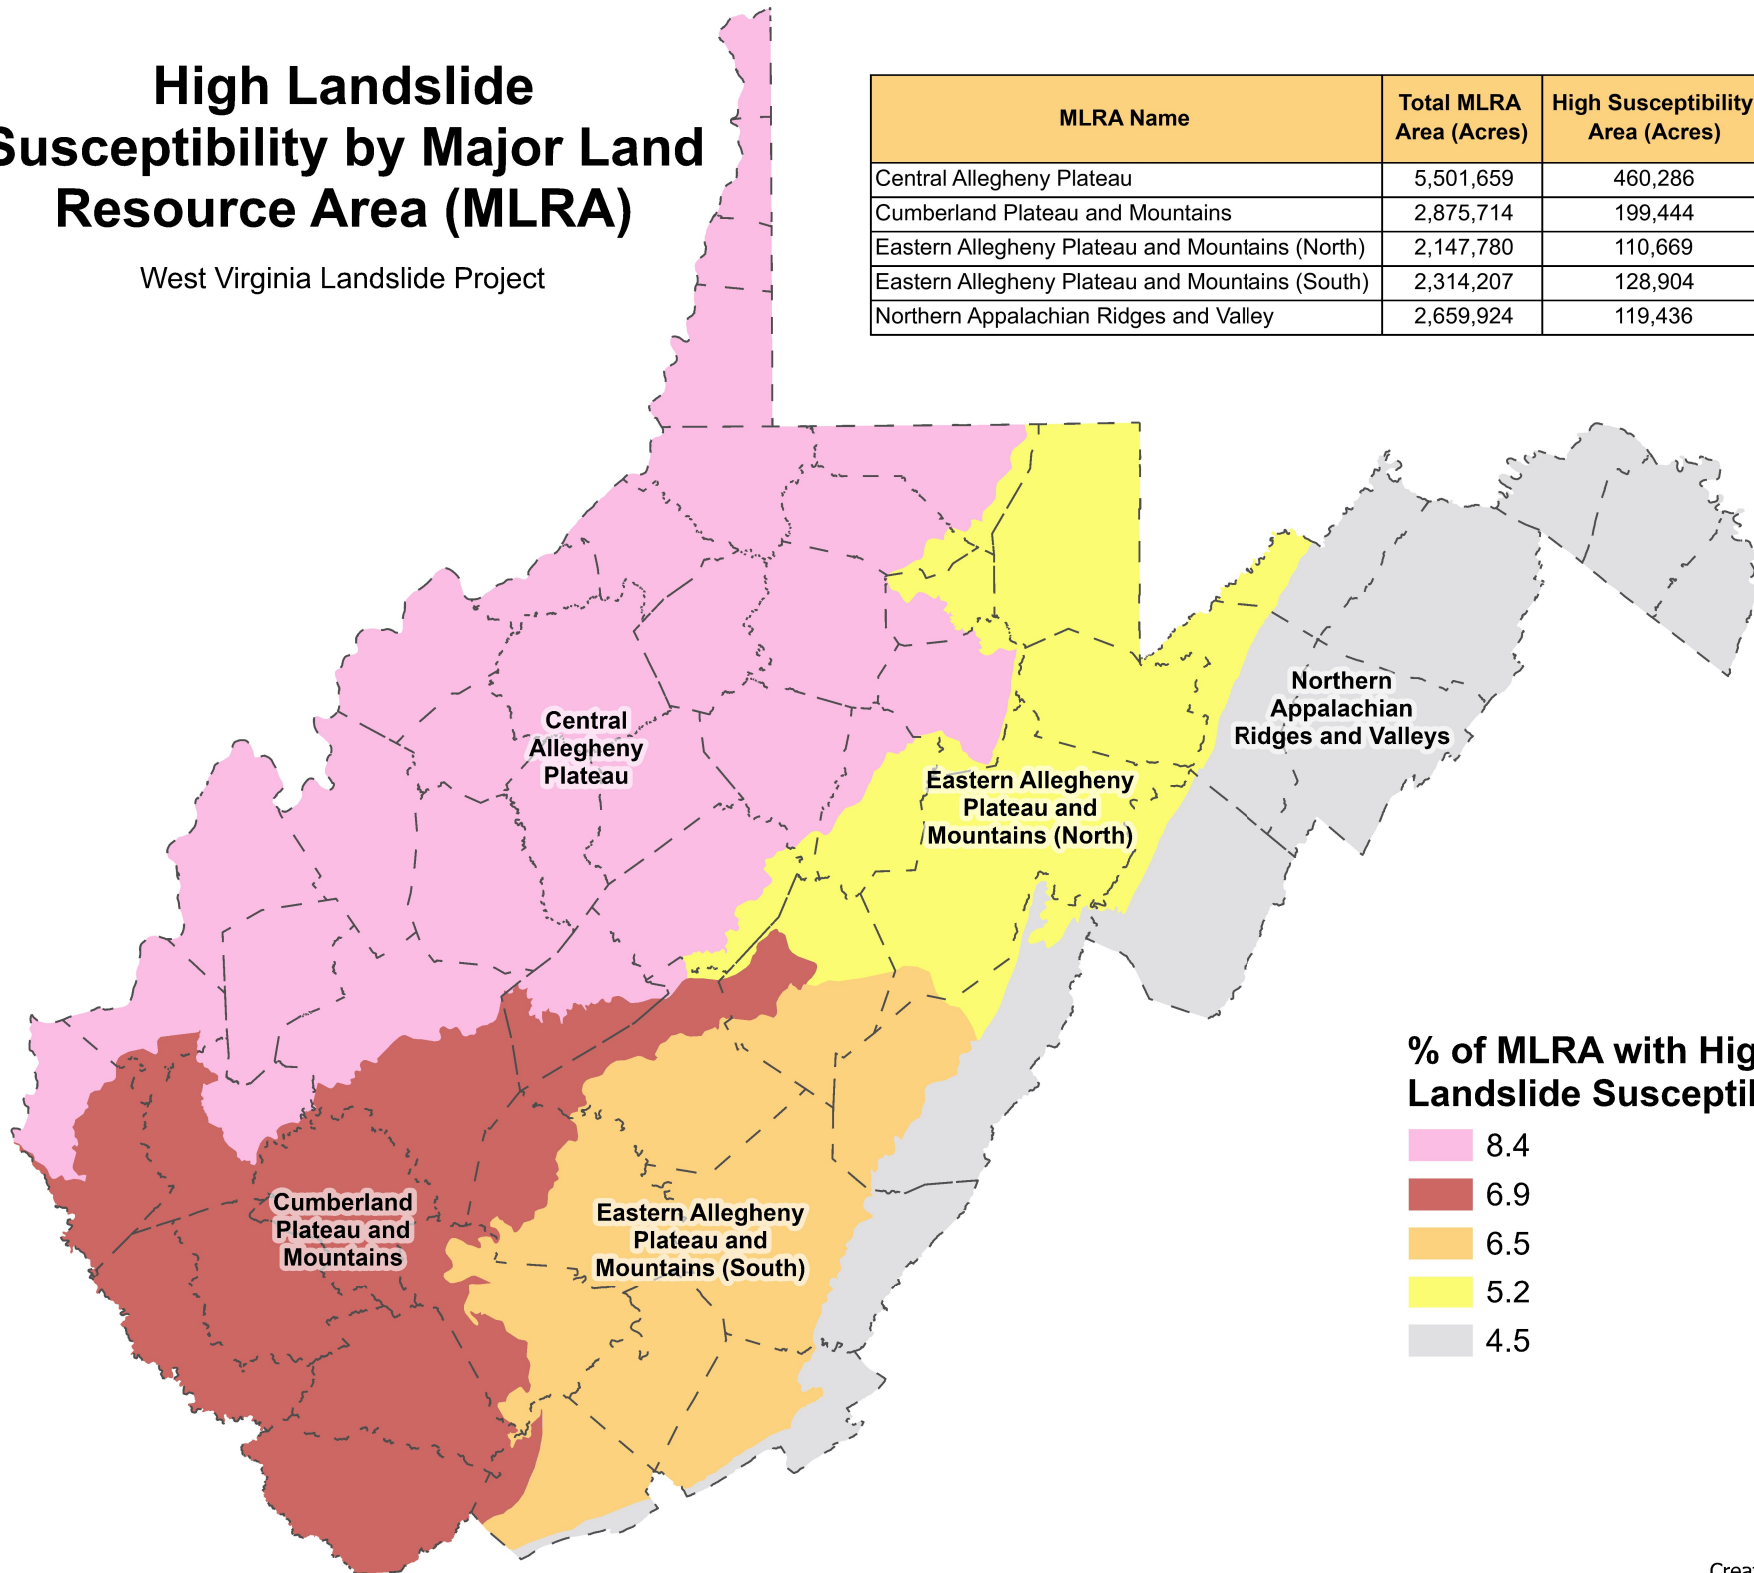 High Landslide
Susceptibility by Major Land
Resource Area (MLRA)
West Virginia Landslide Project
MLRA Name Total MLRA Area (Acres) High Susceptibility Area (Acres)
Central Allegheny Plateau 5,501,659 460,286
Cumberland Plateau and Mountains 2,875,714 199,444
Eastern Allegheny Plateau and Mountains (North) 2,147,780 110,669
Eastern Allegheny Plateau and Mountains (South) 2,314,207 128,904
Northern Appalachian Ridges and Valley 2,659,924 119,436
Northern
Appalachian
Ridges and Valleys
Central
Allegheny
Plateau
Eastern Allegheny
Plateau and
Mountains (North)
Cumberland
Plateau and
Mountains
Eastern Allegheny
Plateau and
Mountains (South)
% of MLRA with Hig
Landslide Susceptil
8.4
6.9
6.5
5.2
4.5
Crea